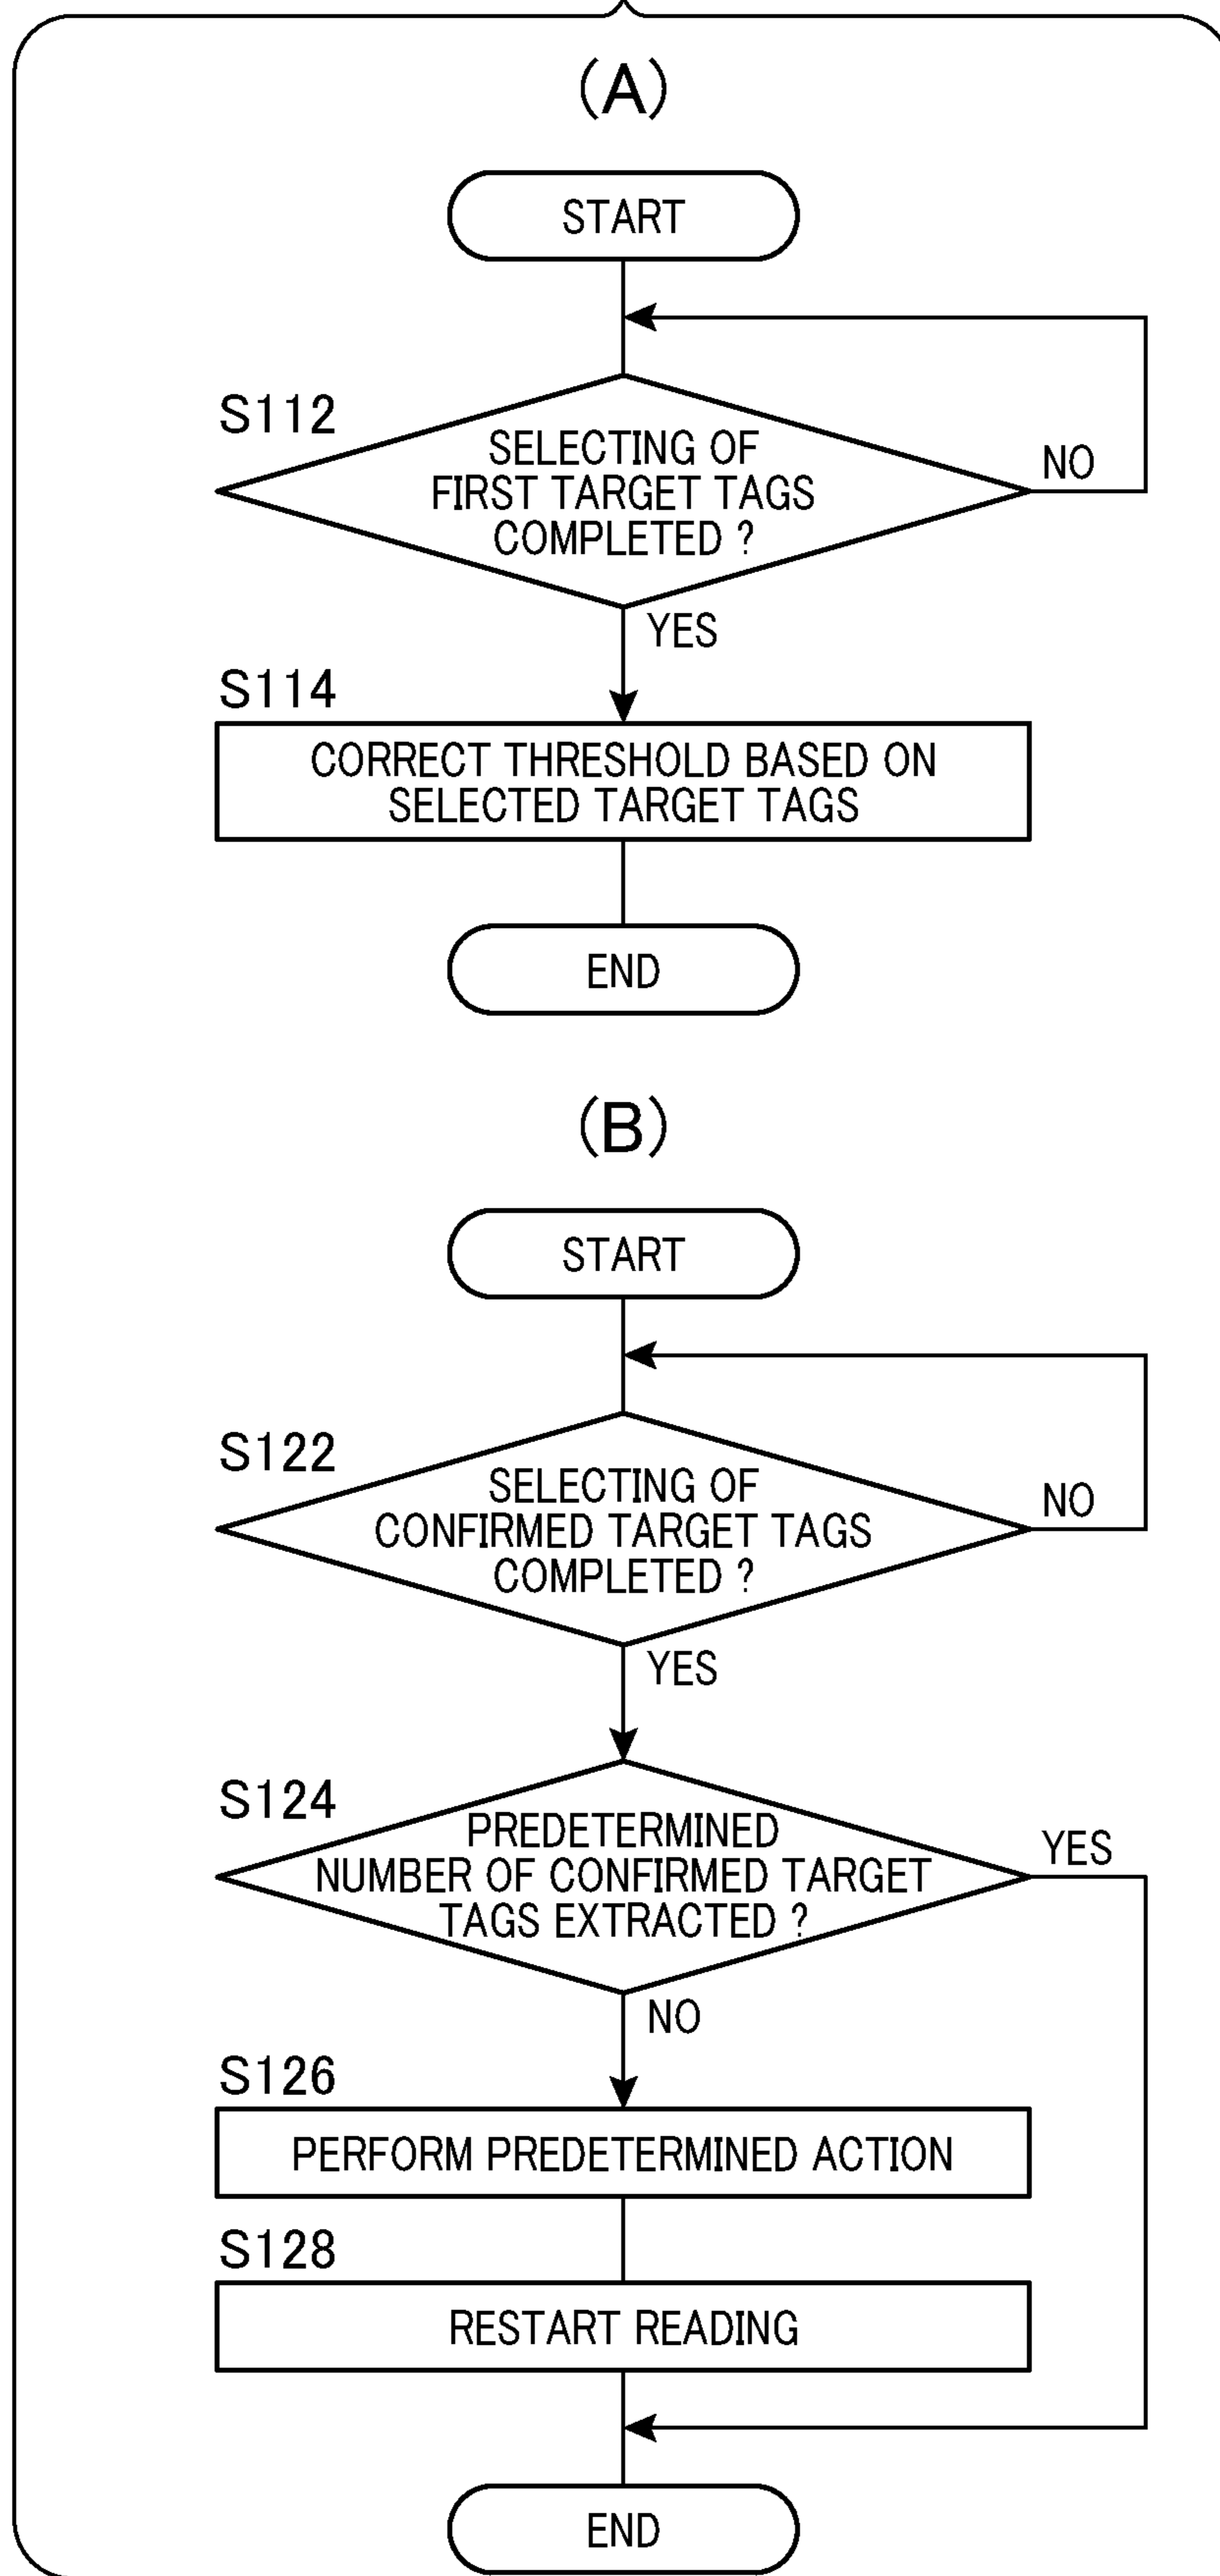 (A)
START
S112
SELECTING OF
FIRST TARGET TAGS
COMPLETED ?
NO
YES
S114
CORRECT THRESHOLD BASED ON
SELECTED TARGET TAGS
END
(B)
START
S122
SELECTING OF
CONFIRMED TARGET TAGS
COMPLETED ?
NO
YES
S124
PREDETERMINED
NUMBER OF CONFIRMED TARGET
TAGS EXTRACTED ?
YES
NO
S126
PERFORM PREDETERMINED ACTION
S128
RESTART READING
END